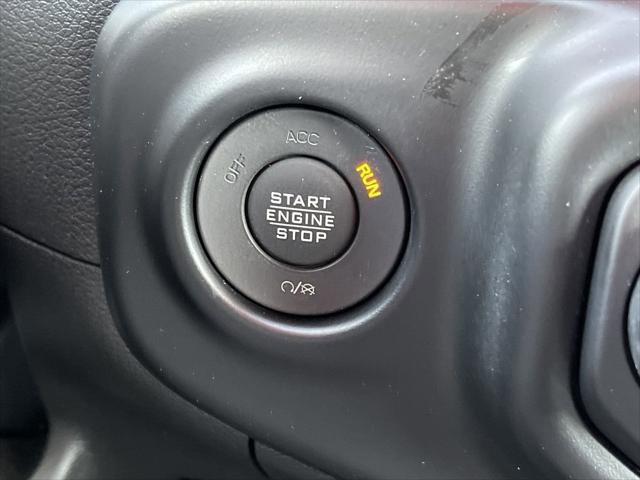 OFF
ACC
RUN
START
ENGINE
STOP